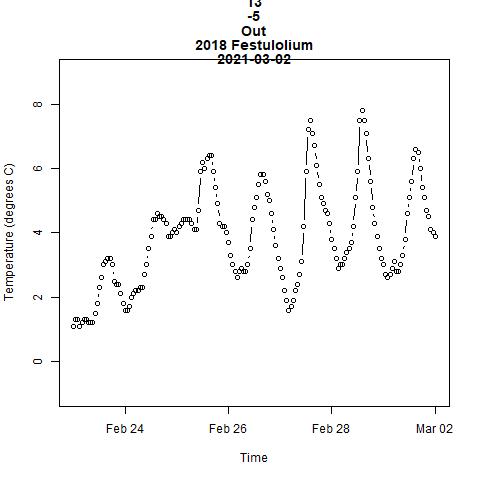 13
-5
Out
2018 Festulolium
2021-03-02
Temperature (degrees C)
8
6
4
2
0
Feb 24
Feb 26
Feb 28
Mar 02
Time